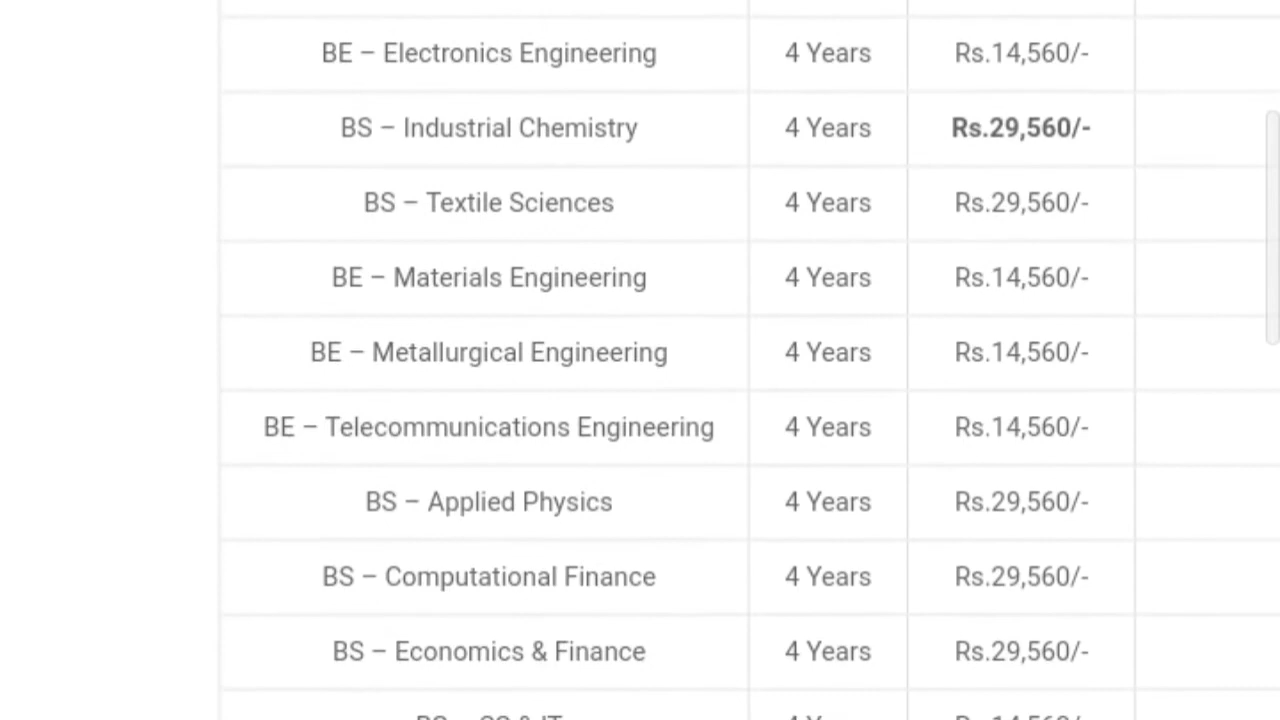 BE – Electronics Engineering 4 Years Rs.14,560/-
BS – Industrial Chemistry 4 Years Rs.29,560/-
BS – Textile Sciences 4 Years Rs.29,560/-
BE – Materials Engineering 4 Years Rs.14,560/-
BE – Metallurgical Engineering 4 Years Rs.14,560/-
BE – Telecommunications Engineering 4 Years Rs.14,560/-
BS – Applied Physics 4 Years Rs.29,560/-
BS – Computational Finance 4 Years Rs.29,560/-
BS – Economics & Finance 4 Years Rs.29,560/-